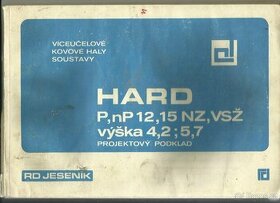 VÍCEÚČELOVÉ
KOVOVÉ HALY
SOUSTAVY
HARD
P,nP 12,15 NZ,VSŽ
výška 4,2;5,7
PROJEKTOVÝ PODKLAD
RD JESENÍK